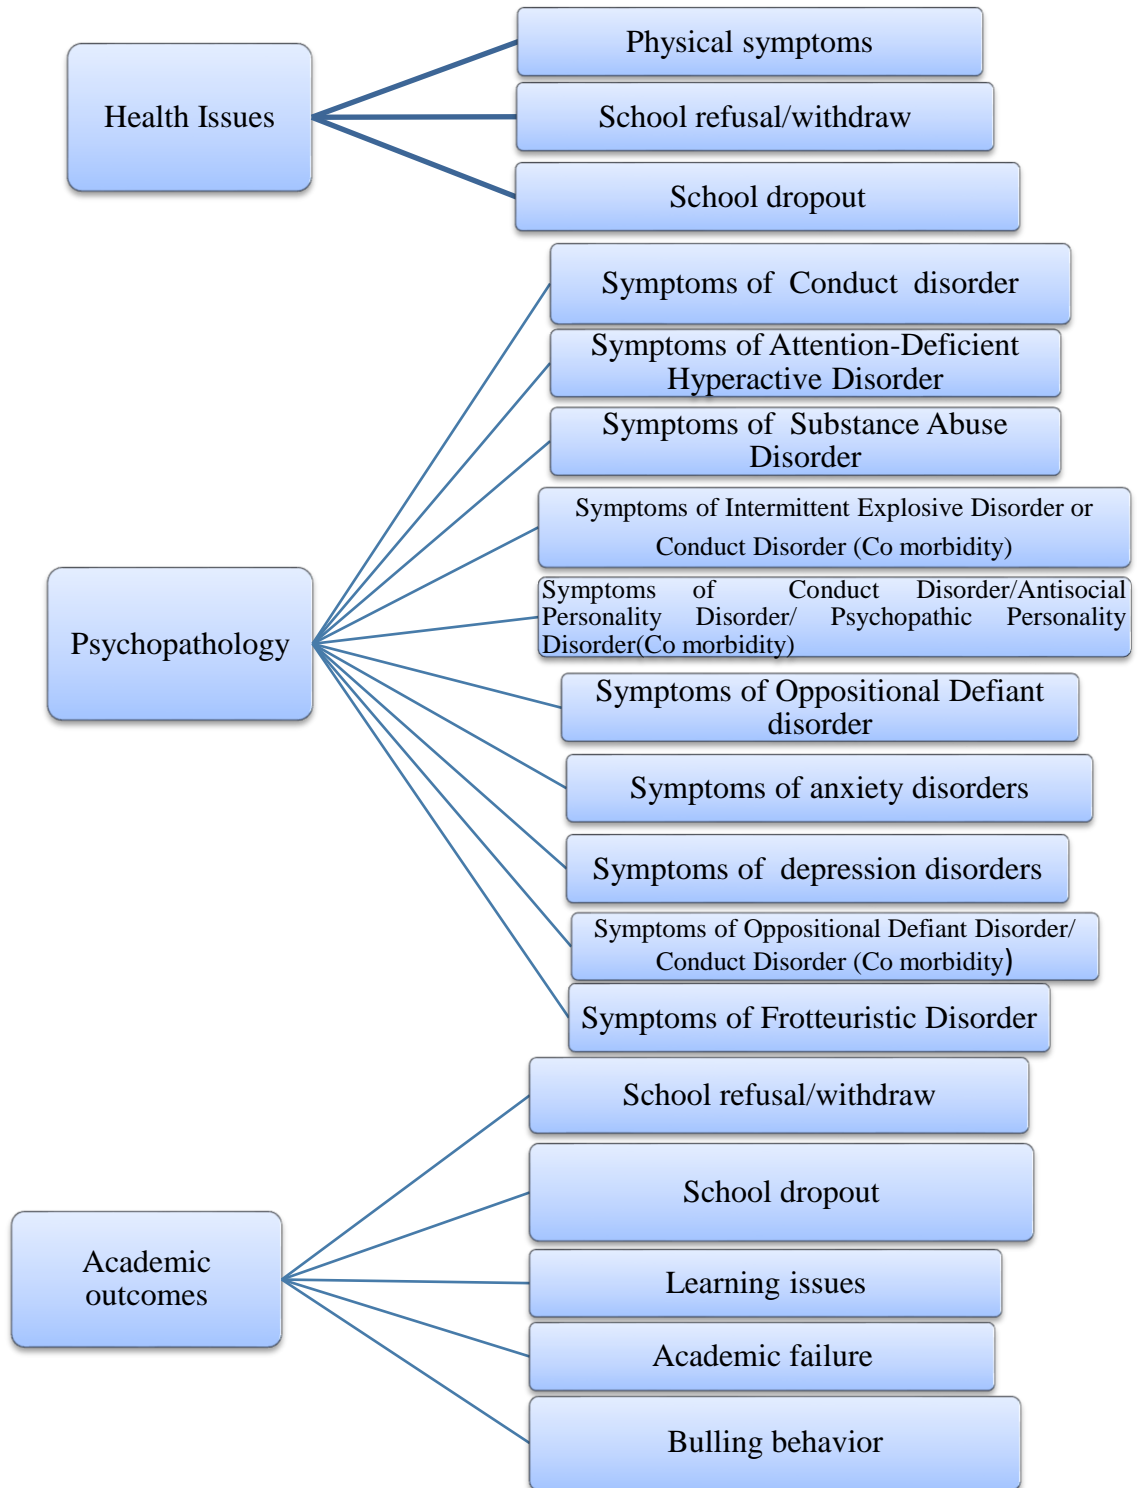 Health Issues
Physical symptoms
School refusal/withdraw
School dropout
Psychopathology
Symptoms of Conduct disorder
Symptoms of Attention-Deficient
Hyperactive Disorder
Symptoms of Substance Abuse
Disorder
Symptoms of Intermittent Explosive Disorder or
Conduct Disorder (Co morbidity)
Symptoms of Conduct Disorder/Antisocial
Personality Disorder/ Psychopathic Personality
Disorder(Co morbidity)
Symptoms of Oppositional Defiant
disorder
Symptoms of anxiety disorders
Symptoms of depression disorders
Symptoms of Oppositional Defiant Disorder/
Conduct Disorder (Co morbidity)
Symptoms of Frotteuristic Disorder
Academic
outcomes
School refusal/withdraw
School dropout
Learning issues
Academic failure
Bulling behavior